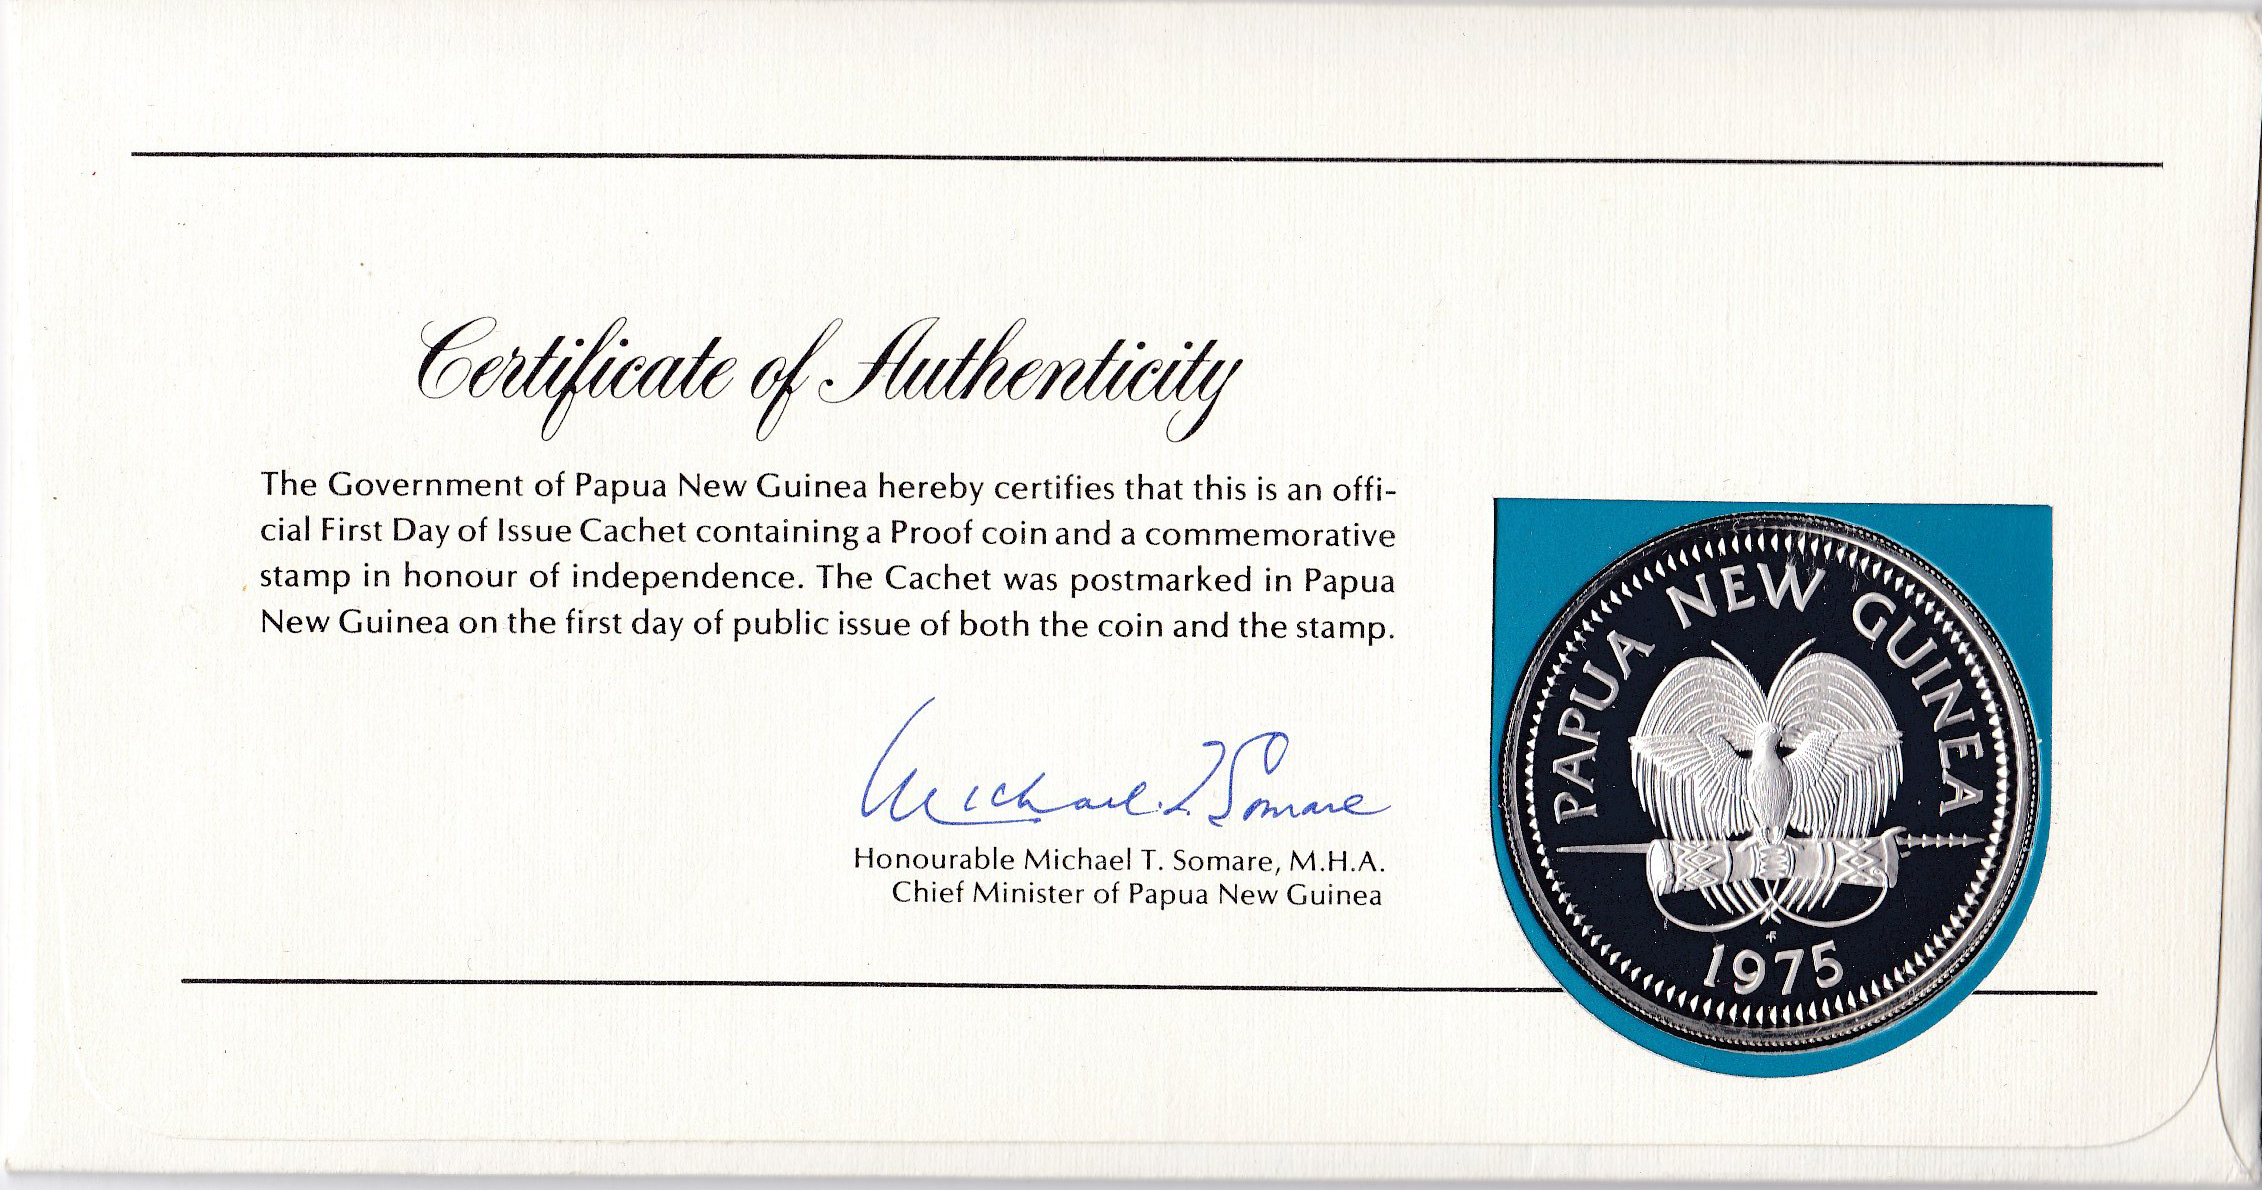 Certificate of Authenticity
The Government of Papua New Guinea hereby certifies that this is an offi-
cial First Day of Issue Cachet containing a Proof coin and a commemorative
stamp in honour of independence. The Cachet was postmarked in Papua
New Guinea on the first day of public issue of both the coin and the stamp.
Michael T Somare
Honourable Michael T. Somare, M.H.A.
Chief Minister of Papua New Guinea
PAPUA NEW GUINEA
1975